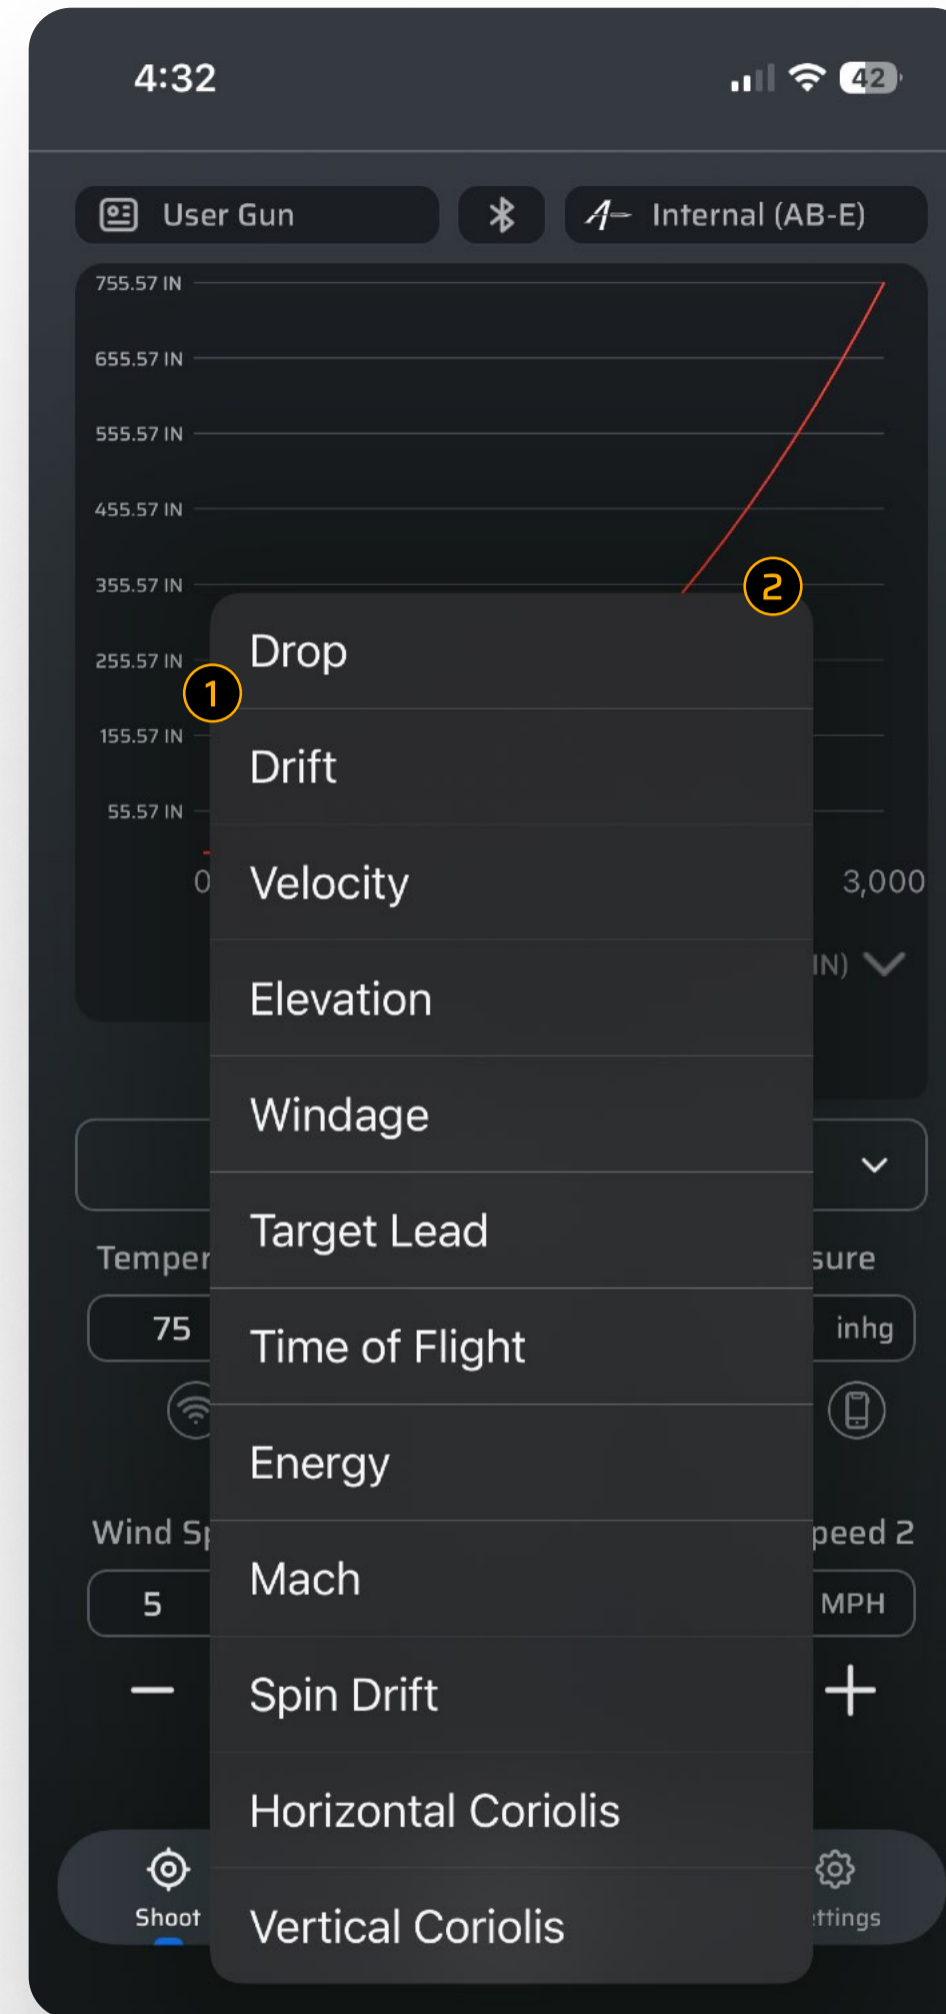 4:32 42
User Gun Internal (AB-E)
755.57 IN
655.57 IN
555.57 IN
455.57 IN
355.57 IN
2
Drop
255.57 IN
1
155.57 IN
Drift
55.57 IN
0 Velocity 3,000
IN)
Elevation
Windage
Target Lead
Temper sure
75 inhg
Time of Flight
Energy
Wind Sp peed 2
Mach
5 MPH
Spin Drift
Horizontal Coriolis
Shoot ttings
Vertical Coriolis